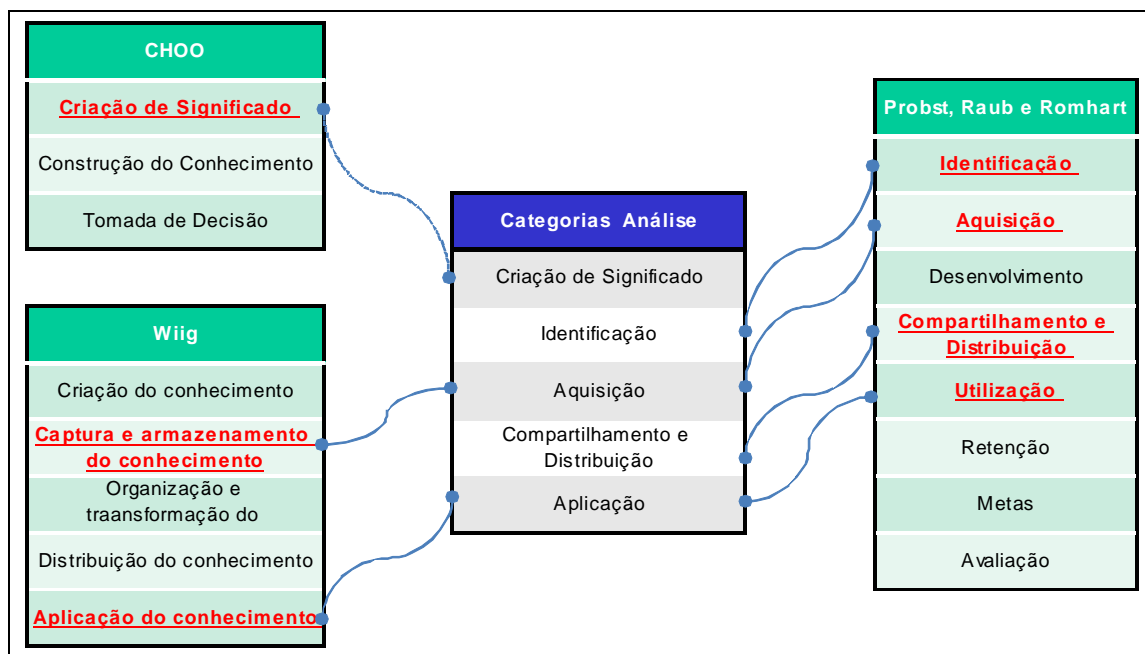 CHOO
Criação de Significado
Construção do Conhecimento
Tomada de Decisão
Wiig
Criação do conhecimento
Captura e armazenamento
do conhecimento
Organização e
traansformação do
Distribuição do conhecimento
Aplicação do conhecimento
Categorias Análise
Criação de Significado
Identificação
Aquisição
Compartilhamento e
Distribuição
Aplicação
Probst, Raub e Romhart
Identificação
Aquisição
Desenvolvimento
Compartilhamento e
Distribuição
Utilização
Retenção
Metas
Avaliação